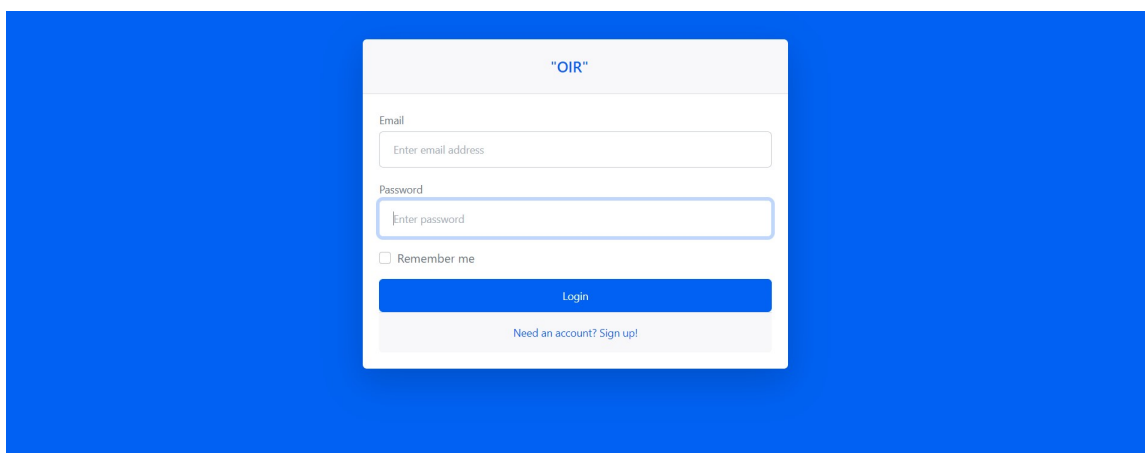 "OIR"
Email
Enter email address
Password
Enter password
Remember me
Login
Need an account? Sign up!